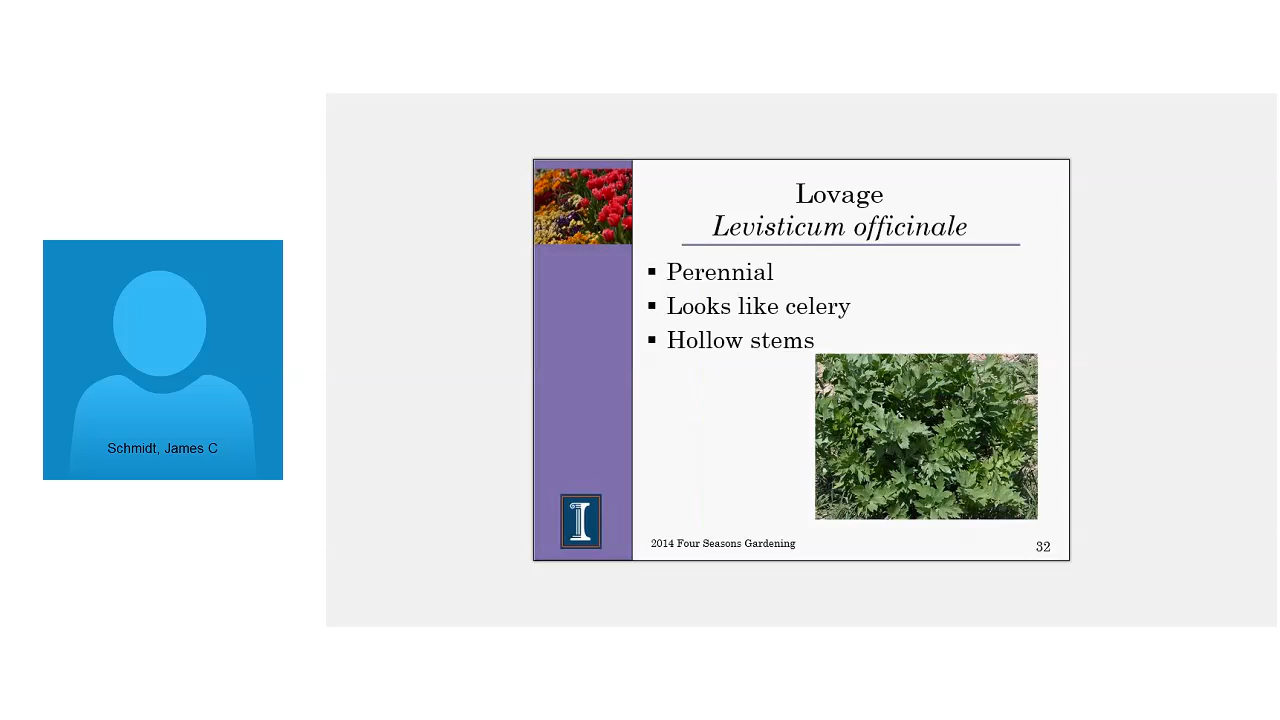 Schmidt, James C
Lovage
Levisticum officinale
▪ Perennial
▪ Looks like celery
▪ Hollow stems
I
2014 Four Seasons Gardening
32